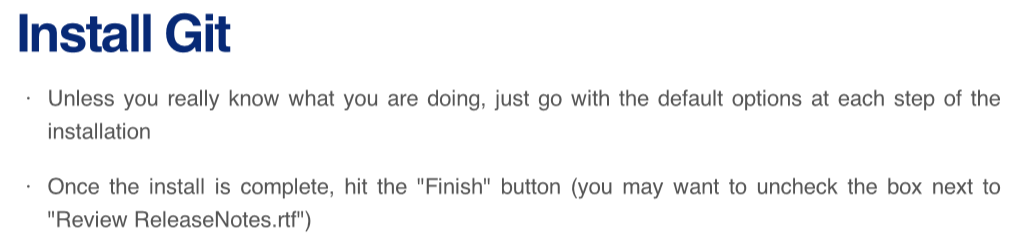 Install Git
· Unless you really know what you are doing, just go with the default options at each step of the
installation
· Once the install is complete, hit the "Finish" button (you may want to uncheck the box next to
"Review ReleaseNotes.rtf")